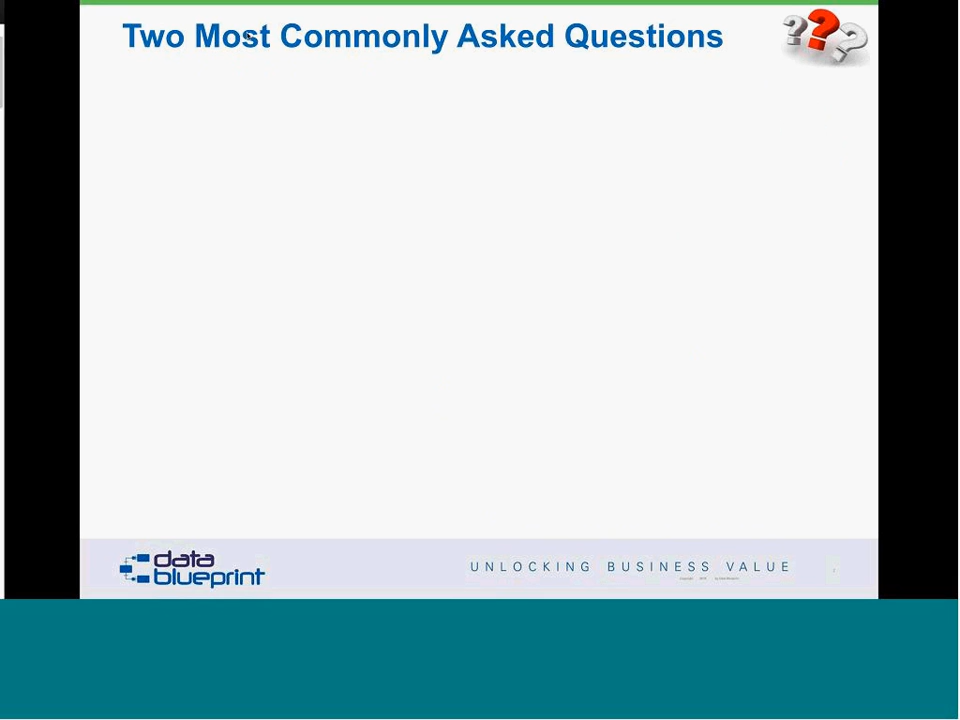 Two Most Commonly Asked Questions
???
data
blueprint
UNLOCKING BUSINESS VALUE